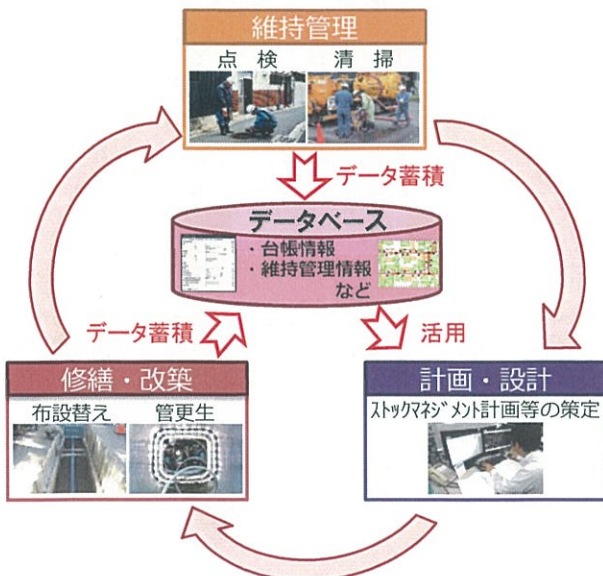 維持管理
点 検 清 掃
データ蓄積
データベース
・台帳情報
・維持管理情報
など
データ蓄積
活用
修繕・改築
布設替え 管更生
計画・設計
ストックマネジメント計画等の策定